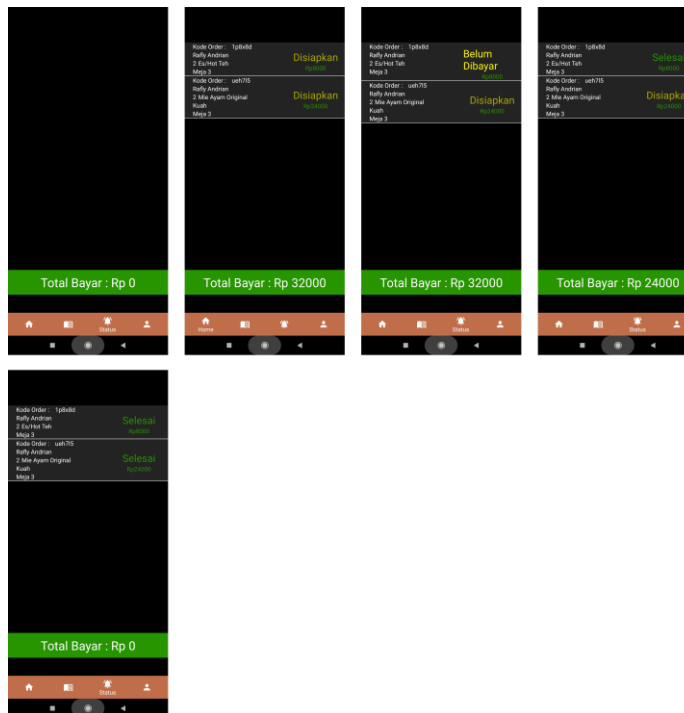 Total Bayar : Rp 0
Status
Kode Order : 1p8x8d
Rafly Andrian
2 Es/Hot Teh
Meja 3
Disiapkan
Rp8000
Kode Order : ueh7l5
Rafly Andrian
2 Mie Ayam Original
Kuah
Meja 3
Disiapkan
Rp24000
Total Bayar : Rp 32000
Home
Kode Order : 1p8x8d
Rafly Andrian
2 Es/Hot Teh
Meja 3
Belum
Dibayar
Rp8000
Kode Order : ueh7l5
Rafly Andrian
2 Mie Ayam Original
Kuah
Meja 3
Disiapkan
Rp24000
Total Bayar : Rp 32000
Status
Kode Order : 1p8x8d
Rafly Andrian
2 Es/Hot Teh
Meja 3
Selesai
Rp8000
Kode Order : ueh7l5
Rafly Andrian
2 Mie Ayam Original
Kuah
Meja 3
Disiapkan
Rp24000
Total Bayar : Rp 24000
Status
Kode Order : 1p8x8d
Rafly Andrian
2 Es/Hot Teh
Meja 3
Selesai
Rp8000
Kode Order : ueh7l5
Rafly Andrian
2 Mie Ayam Original
Kuah
Meja 3
Selesai
Rp24000
Total Bayar : Rp 0
Status